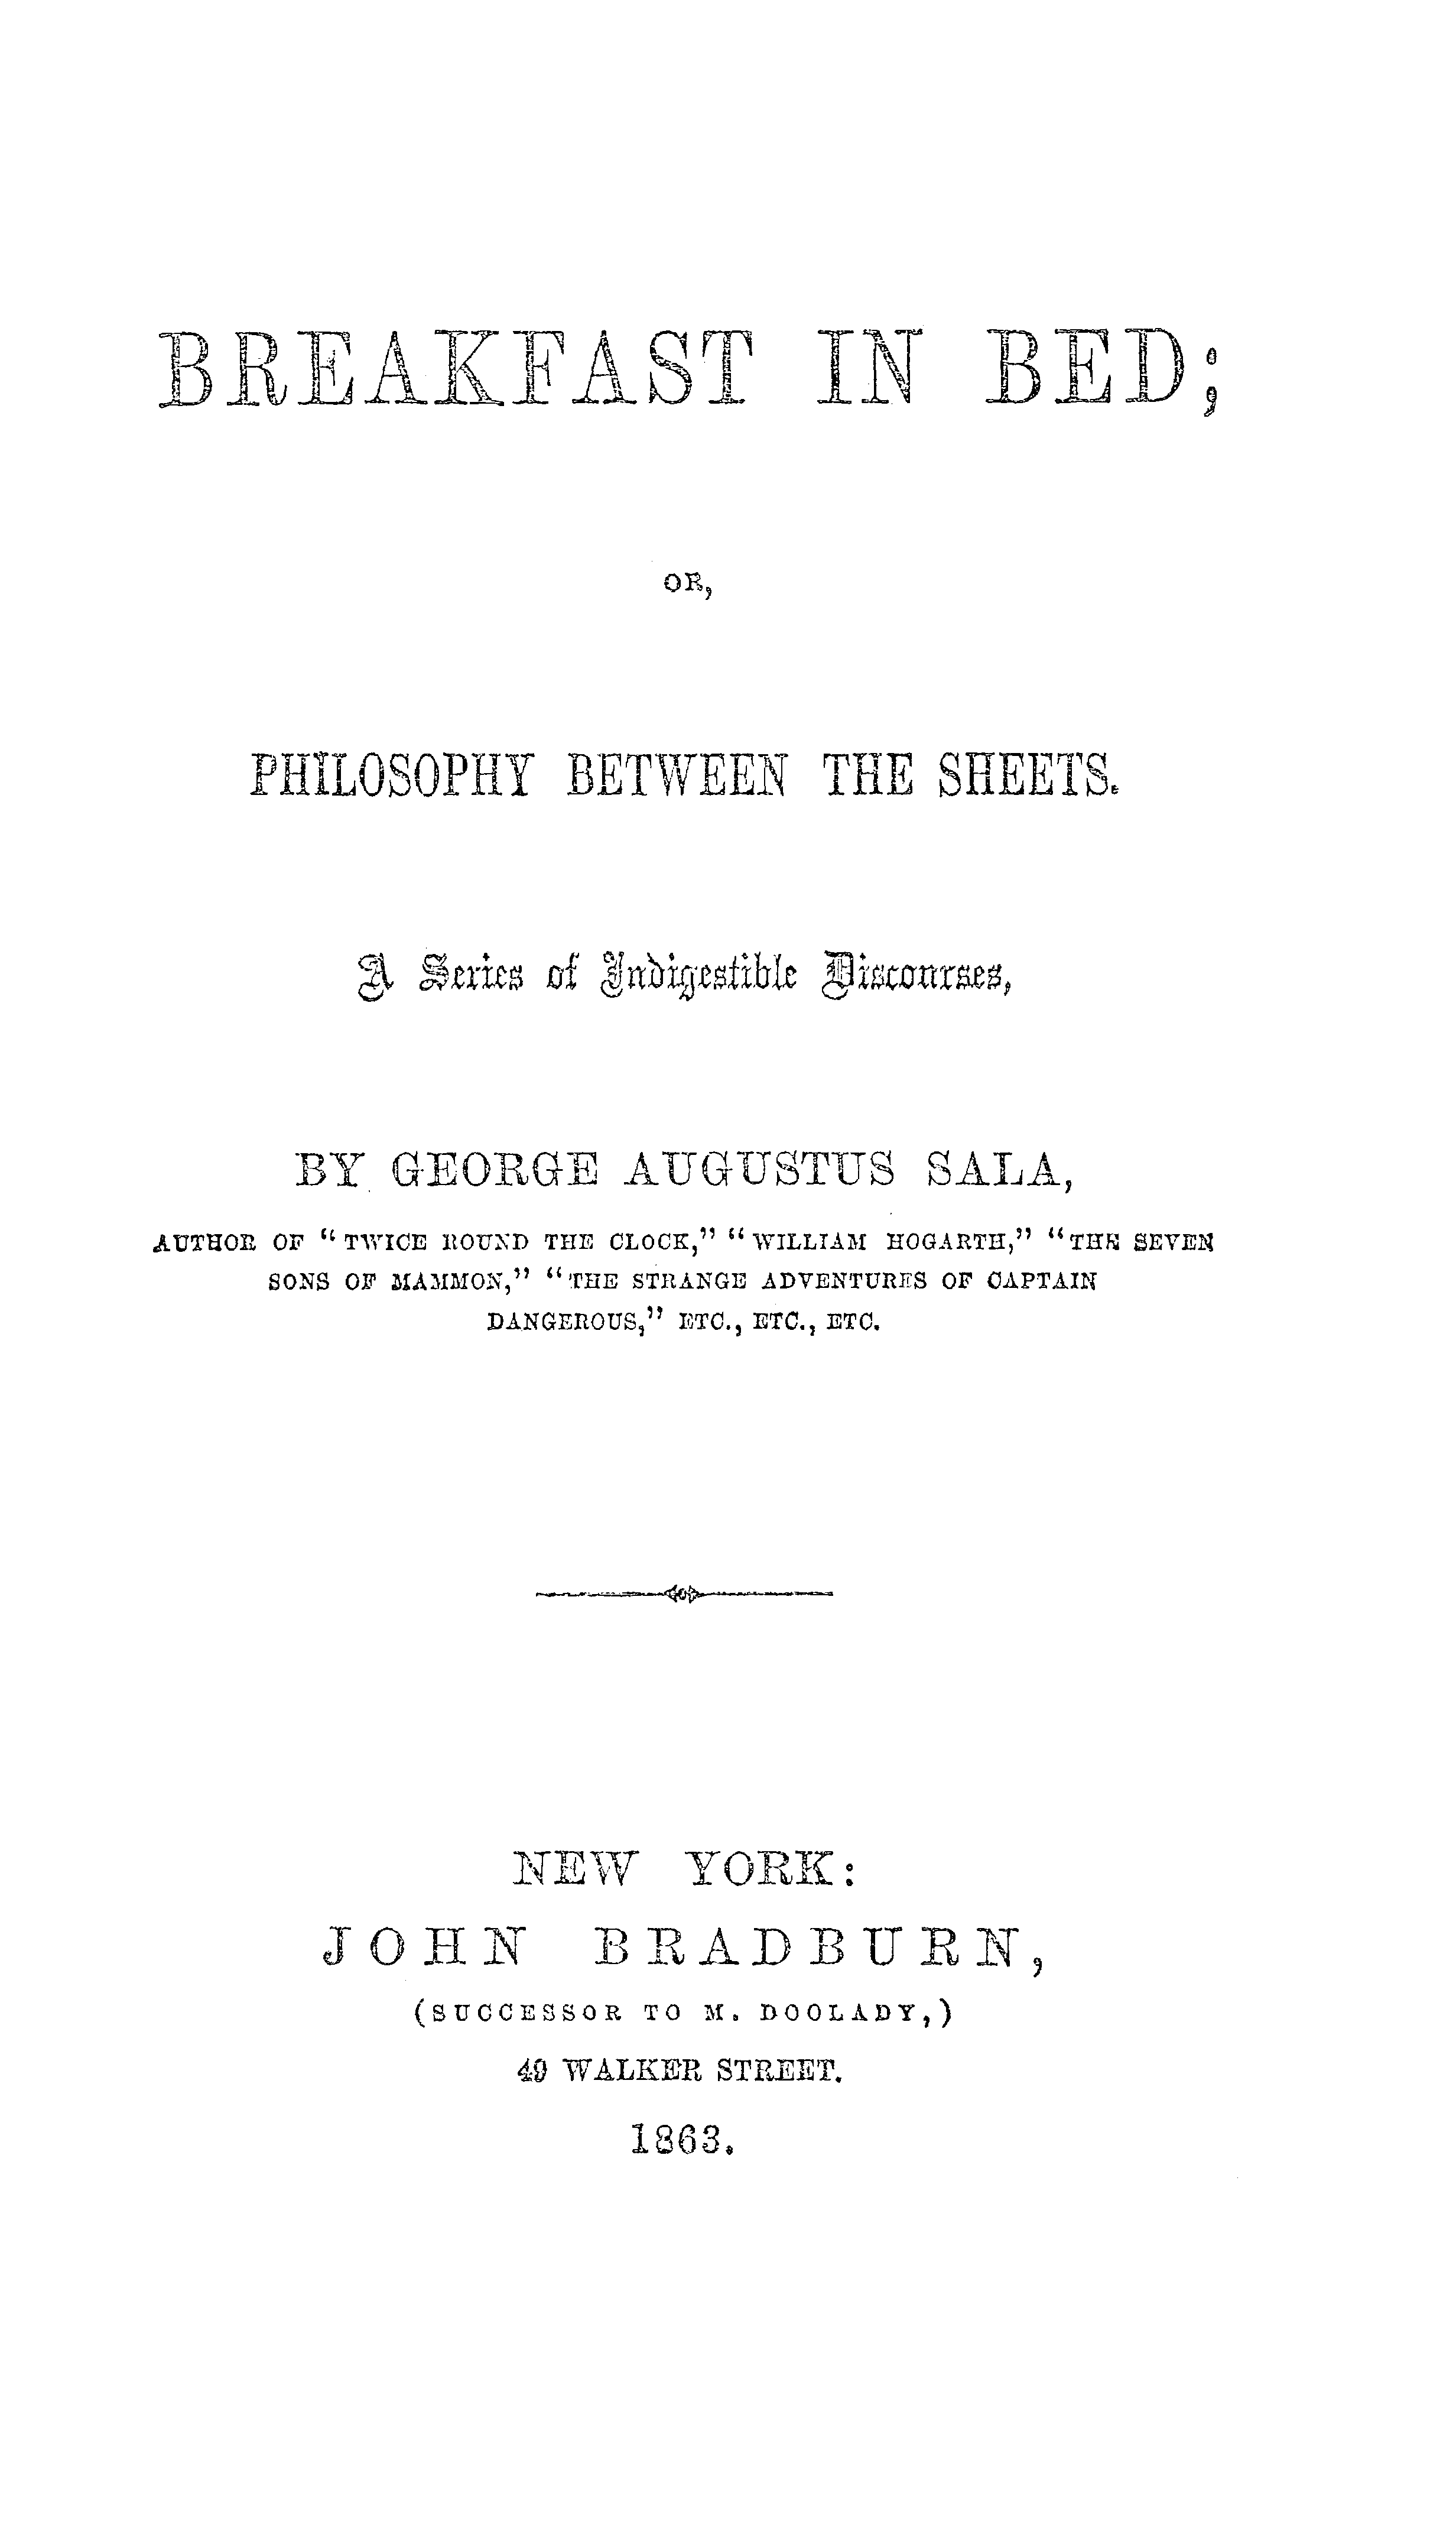 BREAKFAST IN BED;
OR,
PHILOSOPHY BETWEEN THE SHEETS.
A Series of Indigestible Discourses,
BY GEORGE AUGUSTUS SALA,
AUTHOR OF "TWICE ROUND THE CLOCK," "WILLIAM HOGARTH," "THE SEVEN
SONS OF MAMMON," "THE STRANGE ADVENTURES OF CAPTAIN
DANGEROUS," ETC., ETC., ETC.
NEW YORK:
JOHN BRADBURN,
(SUCCESSOR TO M. DOOLADY,)
49 WALKER STREET.
1863.